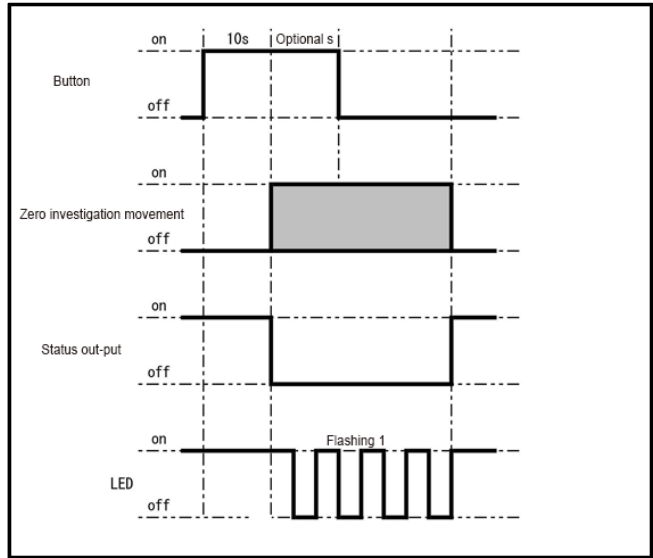 on 10s Optional s
Button
off
on
Zero investigation movement
off
on
Status out-put
off
on Flashing 1
LED
off